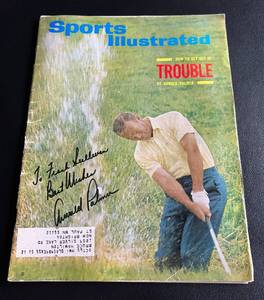 Sports
Illustrated
HOW TO GET OUT OF
TROUBLE
BY ARNOLD PALMER
To Frank Sullivan
Best Wishes
Arnold Palmer